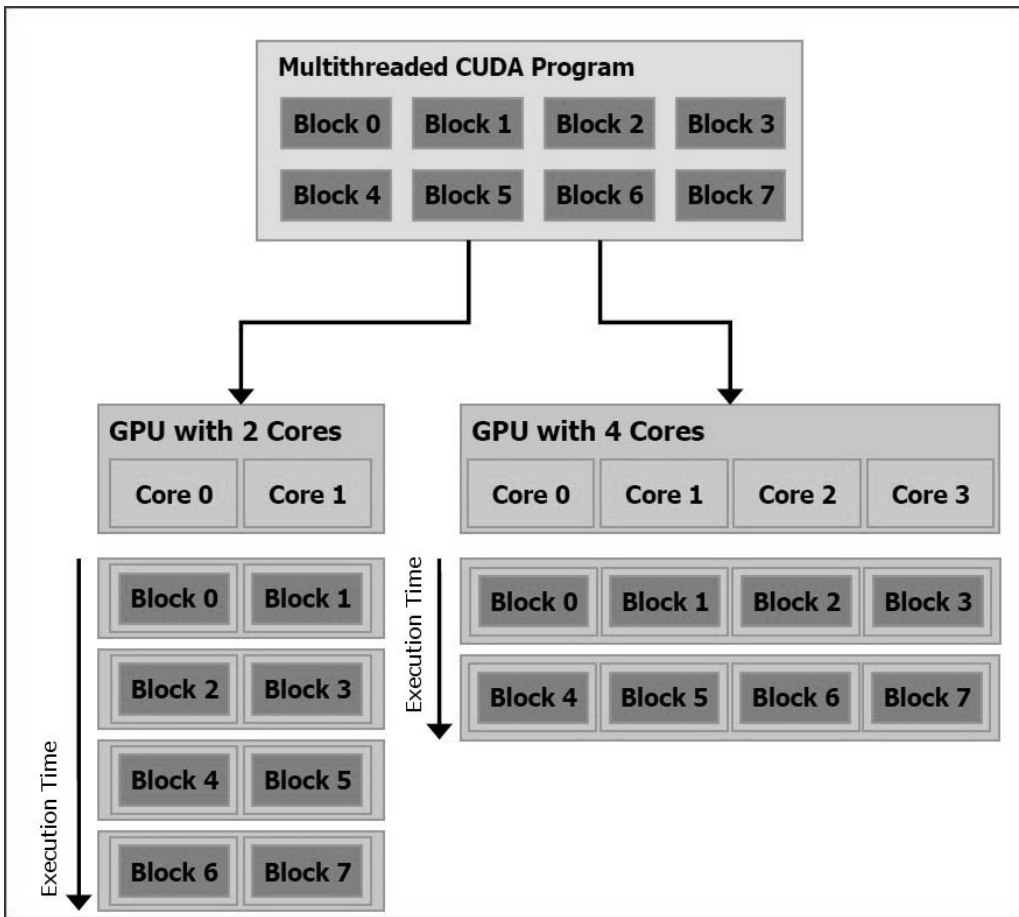 Multithreaded CUDA Program
Block 0 Block 1 Block 2 Block 3
Block 4 Block 5 Block 6 Block 7
GPU with 2 Cores
Core 0 Core 1
Execution Time
Block 0 Block 1
Block 2 Block 3
Block 4 Block 5
Block 6 Block 7
GPU with 4 Cores
Core 0 Core 1 Core 2 Core 3
Execution Time
Block 0 Block 1 Block 2 Block 3
Block 4 Block 5 Block 6 Block 7